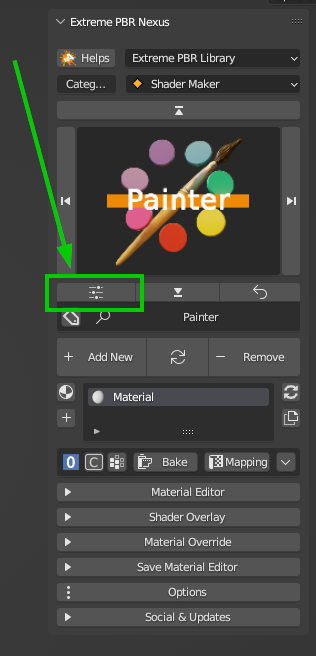 Extreme PBR Nexus
Helps Extreme PBR Library
Categ... Shader Maker
Painter
Painter
+ Add New − Remove
Material
0 C Bake Mapping
Material Editor
Shader Overlay
Material Override
Save Material Editor
Options
Social & Updates